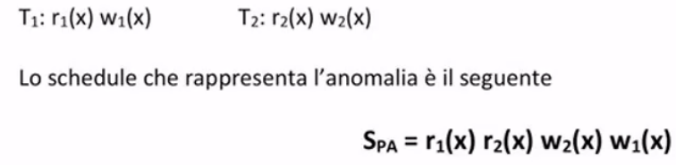 T₁: r₁(x) w₁(x) T₂: r₂(x) w₂(x)
Lo schedule che rappresenta l’anomalia è il seguente
S_PA = r₁(x) r₂(x) w₂(x) w₁(x)